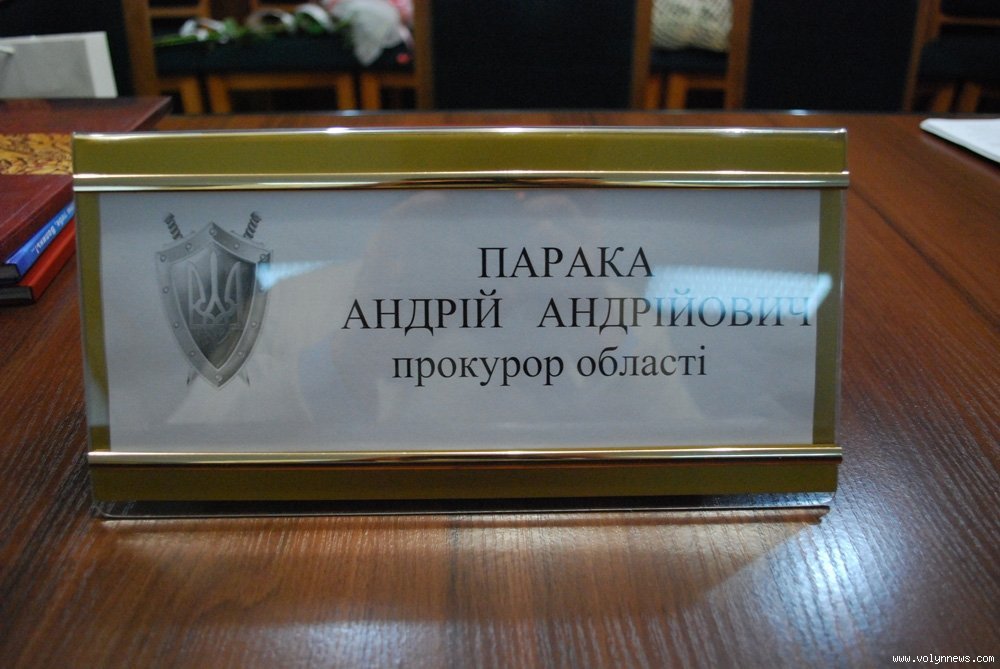 ПАРАКА
АНДРІЙ АНДРІЙОВИЧ
прокурор області
www.volynnews.com